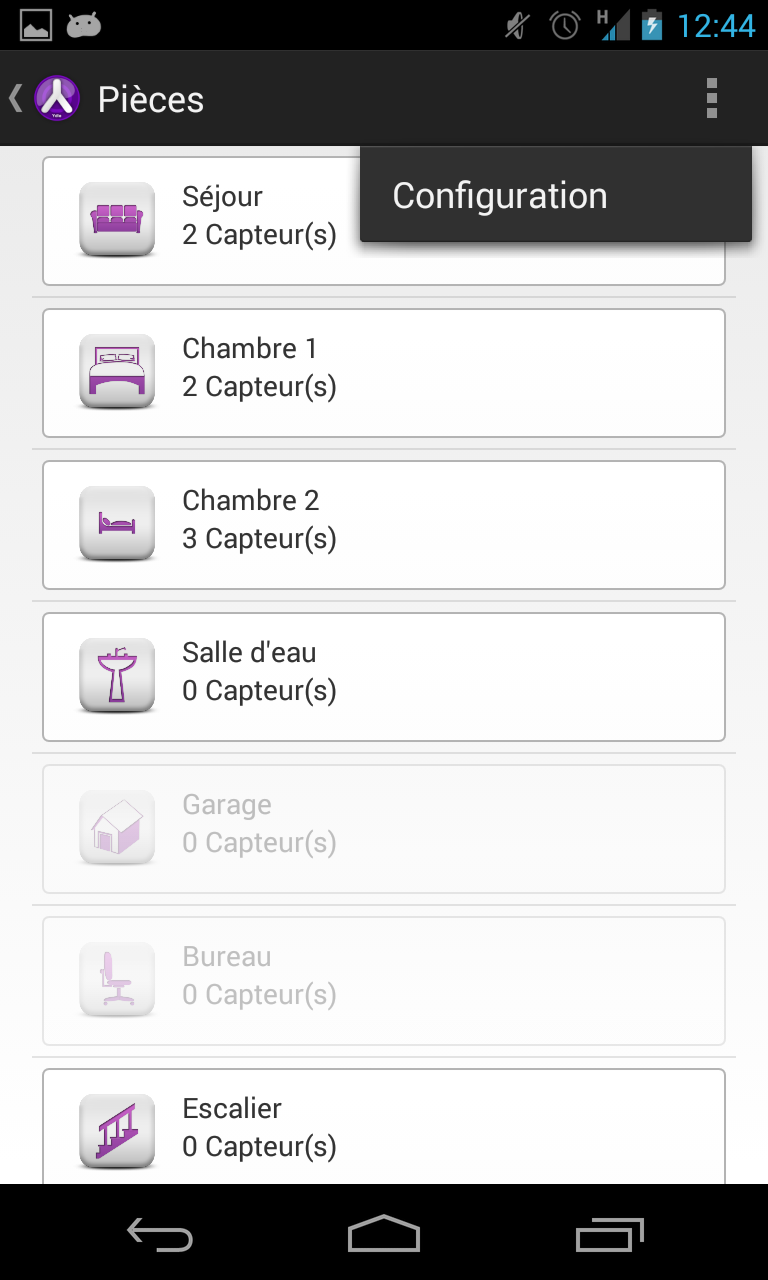 H 12:44
Pièces
Configuration
Séjour
2 Capteur(s)
Chambre 1
2 Capteur(s)
Chambre 2
3 Capteur(s)
Salle d'eau
0 Capteur(s)
Garage
0 Capteur(s)
Bureau
0 Capteur(s)
Escalier
0 Capteur(s)